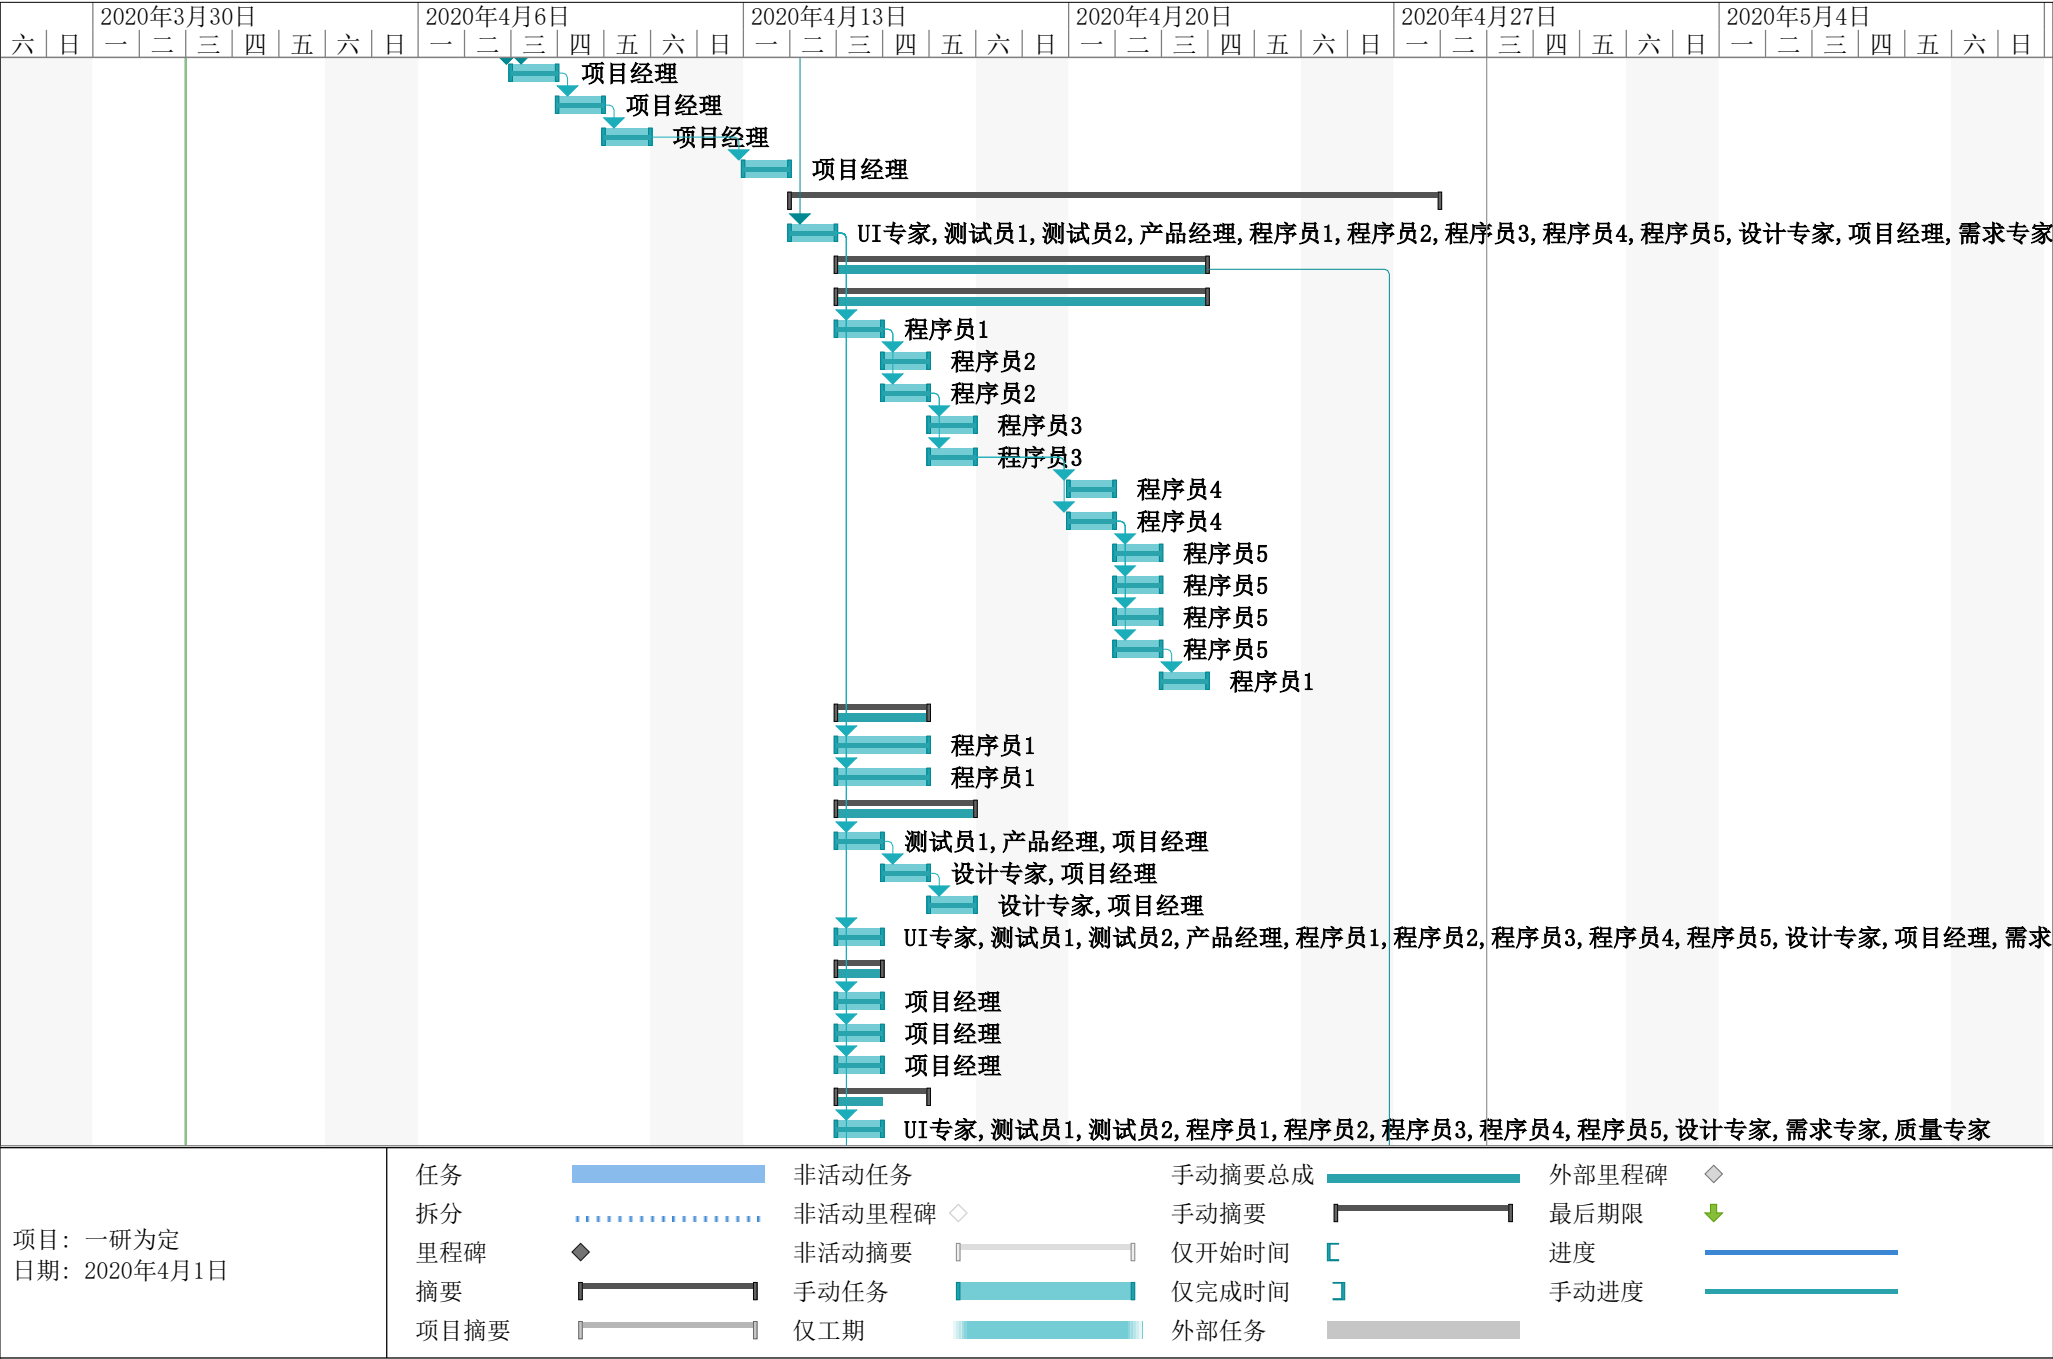 2020年3月30日 2020年4月6日 2020年4月13日 2020年4月20日 2020年4月27日 2020年5月4日
六 日 一 二 三 四 五 六 日 一 二 三 四 五 六 日 一 二 三 四 五 六 日 一 二 三 四 五 六 日 一 二 三 四 五 六 日 一 二 三 四 五 六 日
项目经理
项目经理
项目经理
项目经理
UI专家,测试员1,测试员2,产品经理,程序员1,程序员2,程序员3,程序员4,程序员5,设计专家,项目经理,需求专家
程序员1
程序员2
程序员2
程序员3
程序员3
程序员4
程序员4
程序员5
程序员5
程序员5
程序员5
程序员1
程序员1
程序员1
测试员1,产品经理,项目经理
设计专家,项目经理
设计专家,项目经理
UI专家,测试员1,测试员2,产品经理,程序员1,程序员2,程序员3,程序员4,程序员5,设计专家,项目经理,需求
项目经理
项目经理
项目经理
UI专家,测试员1,测试员2,程序员1,程序员2,程序员3,程序员4,程序员5,设计专家,需求专家,质量专家
项目: 一研为定
日期: 2020年4月1日
任务 非活动任务 手动摘要总成 外部里程碑
拆分 非活动里程碑 手动摘要 最后期限
里程碑 非活动摘要 仅开始时间 进度
摘要 手动任务 仅完成时间 手动进度
项目摘要 仅工期 外部任务